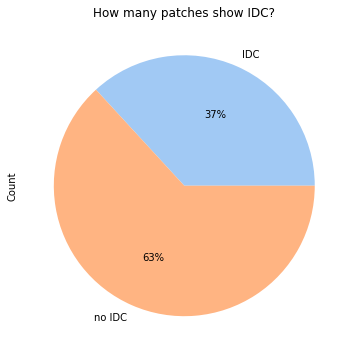 How many patches show IDC?
IDC
37%
Count
63%
no IDC